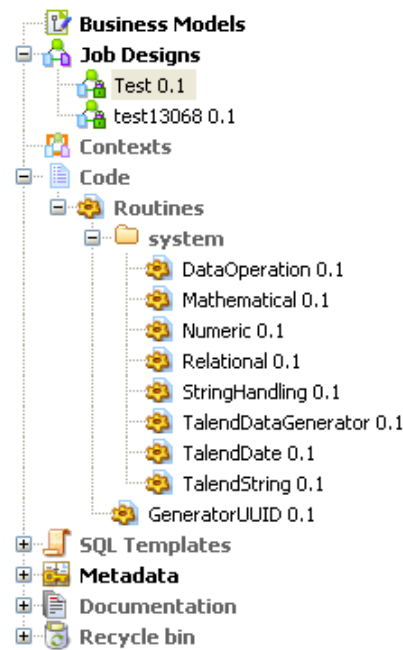 Business Models
Job Designs
Test 0.1
test13068 0.1
Contexts
Code
Routines
system
DataOperation 0.1
Mathematical 0.1
Numeric 0.1
Relational 0.1
StringHandling 0.1
TalendDataGenerator 0.1
TalendDate 0.1
TalendString 0.1
GeneratorUUID 0.1
SQL Templates
Metadata
Documentation
Recycle bin